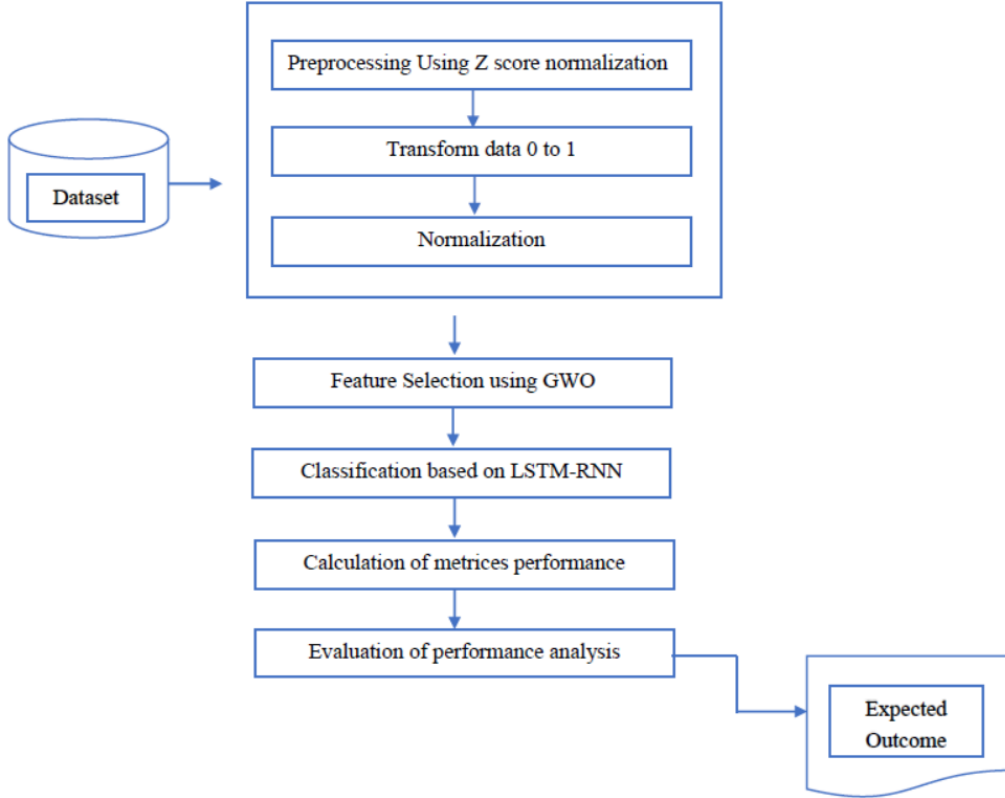 Preprocessing Using Z score normalization
Transform data 0 to 1
Dataset
Normalization
Feature Selection using GWO
Classification based on LSTM-RNN
Calculation of metrices performance
Evaluation of performance analysis
Expected
Outcome